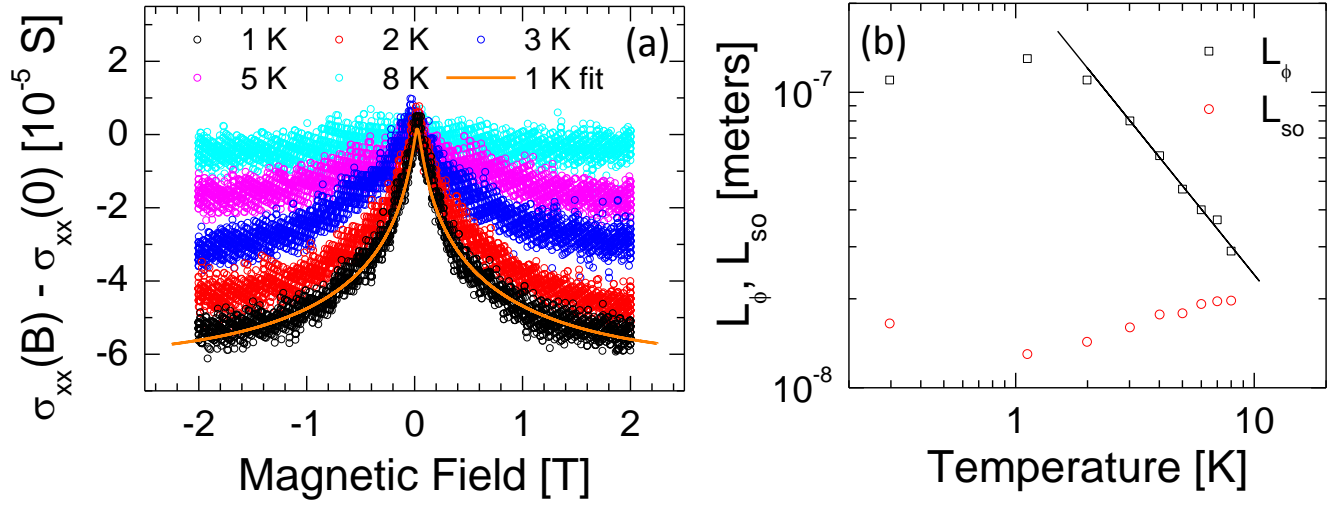 (a)
1 K 2 K 3 K
5 K 8 K 1 K fit
σxx(B) - σxx(0) [10-5 S]
2
0
-2
-4
-6
-2 -1 0 1 2
Magnetic Field [T]
(b)
Lϕ
Lso
Lϕ, Lso [meters]
10-7
10-8
1 10
Temperature [K]